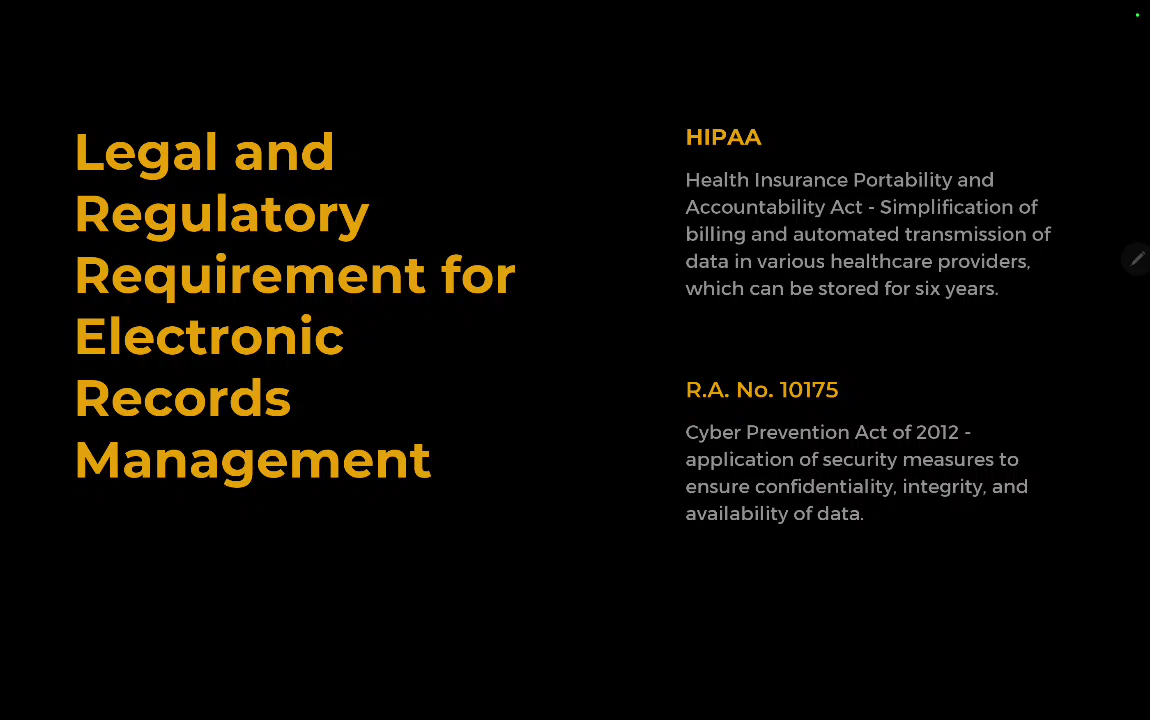 Legal and
Regulatory
Requirement for
Electronic
Records
Management
HIPAA
Health Insurance Portability and
Accountability Act - Simplification of
billing and automated transmission of
data in various healthcare providers,
which can be stored for six years.
R.A. No. 10175
Cyber Prevention Act of 2012 -
application of security measures to
ensure confidentiality, integrity, and
availability of data.